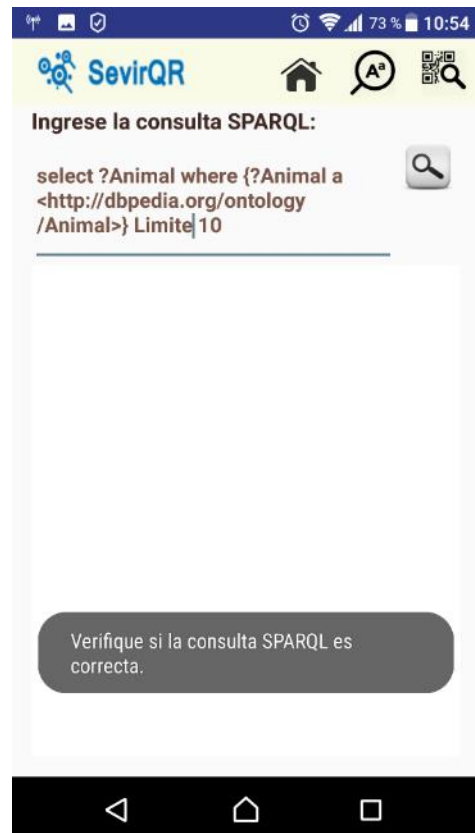 73 % 10:54
SevirQR
Aª
Ingrese la consulta SPARQL:
select ?Animal where {?Animal a
<http://dbpedia.org/ontology
/Animal>} Limite 10
Verifique si la consulta SPARQL es
correcta.